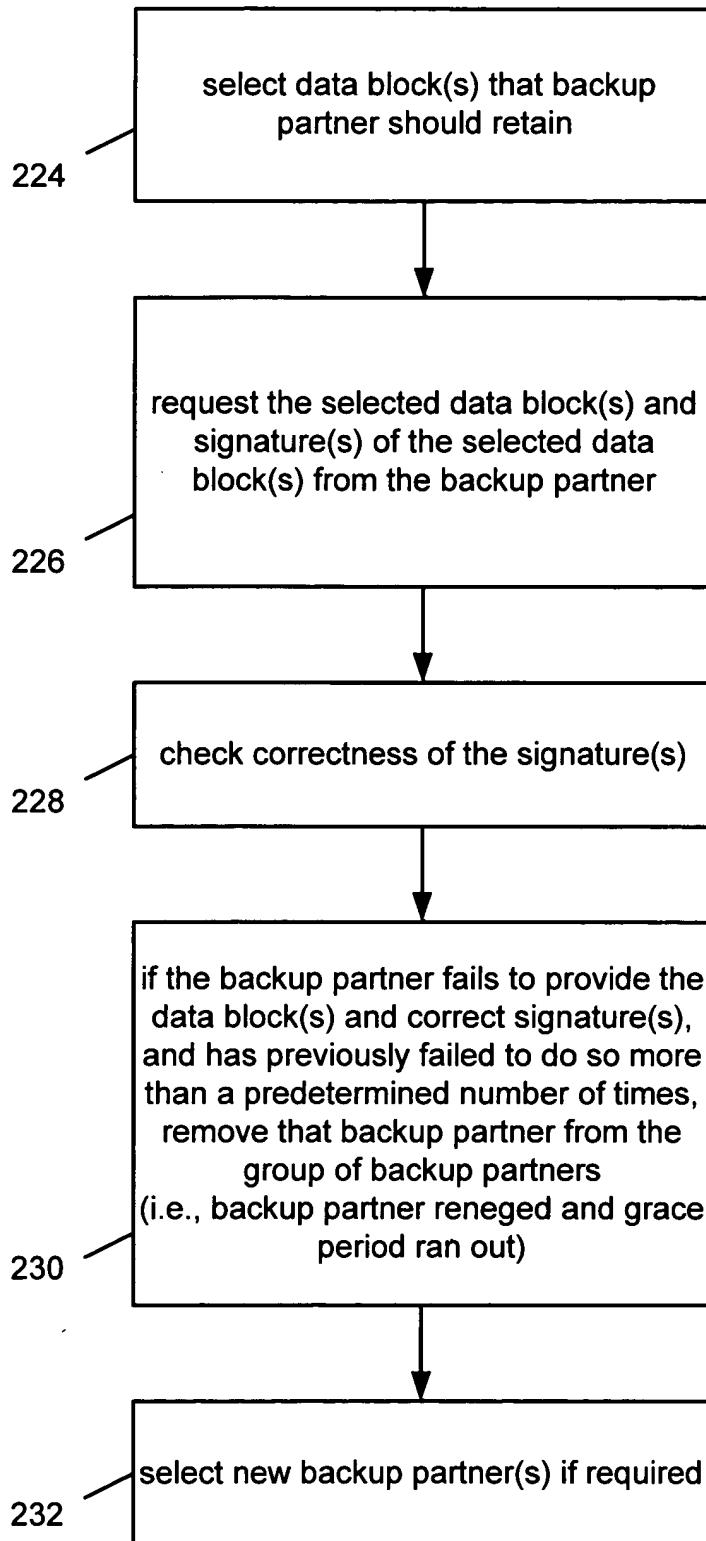 select data block(s) that backup
partner should retain
224
request the selected data block(s) and
signature(s) of the selected data
block(s) from the backup partner
226
check correctness of the signature(s)
228
if the backup partner fails to provide the
data block(s) and correct signature(s),
and has previously failed to do so more
than a predetermined number of times,
remove that backup partner from the
group of backup partners
(i.e., backup partner reneged and grace
period ran out)
230
select new backup partner(s) if required
232